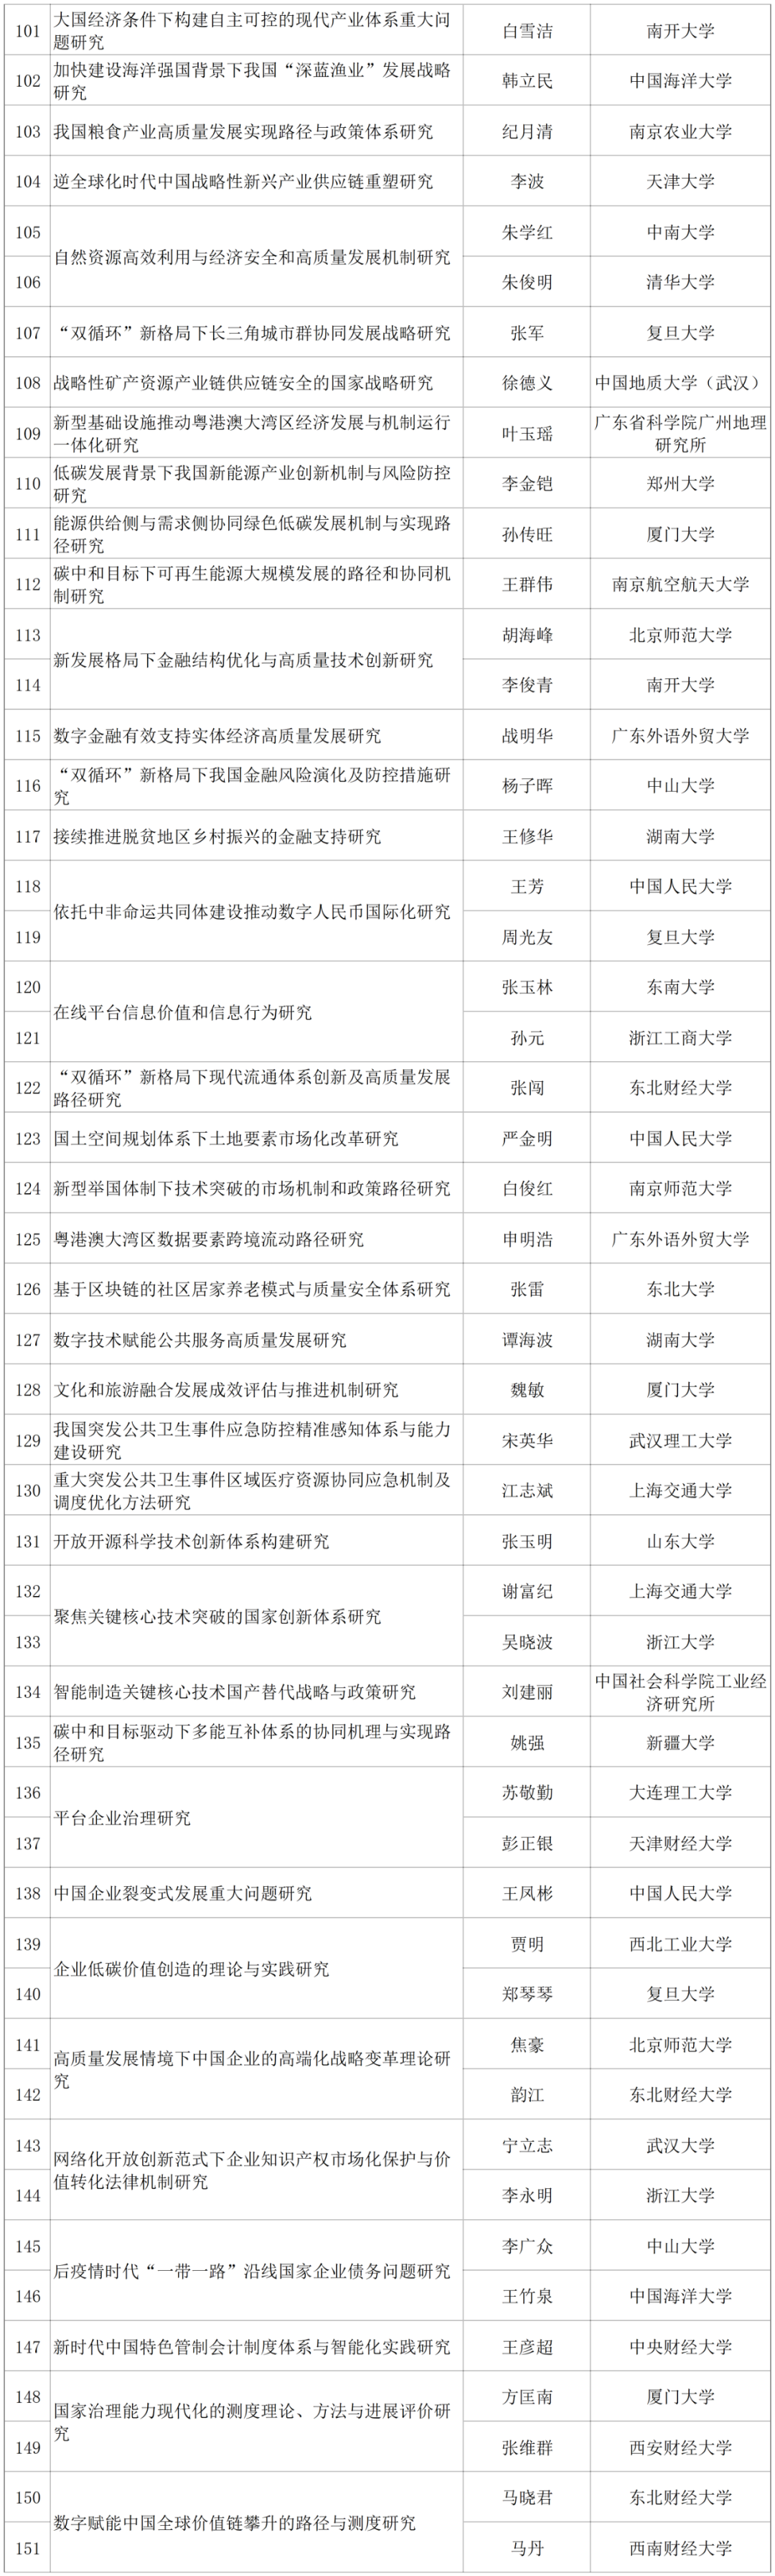 101 大国经济条件下构建自主可控的现代产业体系重大问 白雪洁 南开大学
题研究
102 加快建设海洋强国背景下我国“深蓝渔业”发展战略 韩立民 中国海洋大学
研究
103 我国粮食产业高质量发展实现路径与政策体系研究 纪月清 南京农业大学
104 逆全球化时代中国战略性新兴产业供应链重塑研究 李波 天津大学
105 朱学红 中南大学
自然资源高效利用与经济安全和高质量发展机制研究
106 朱俊明 清华大学
107 “双循环”新格局下长三角城市群协同发展战略研究 张军 复旦大学
108 战略性矿产资源产业链供应链安全的国家战略研究 徐德义 中国地质大学（武汉）
109 新型基础设施推动粤港澳大湾区经济发展与机制运行 叶玉瑶 广东省科学院广州地理
一体化研究 研究所
110 低碳发展背景下我国新能源产业创新机制与风险防控 李金铠 郑州大学
研究
111 能源供给侧与需求侧协同绿色低碳发展机制与实现路 孙传旺 厦门大学
径研究
112 碳中和目标下可再生能源大规模发展的路径和协同机 王群伟 南京航空航天大学
制研究
113 胡海峰 北京师范大学
新发展格局下金融结构优化与高质量技术创新研究
114 李俊青 南开大学
115 数字金融有效支持实体经济高质量发展研究 战明华 广东外语外贸大学
116 “双循环”新格局下我国金融风险演化及防控措施研 杨子晖 中山大学
究
117 接续推进脱贫地区乡村振兴的金融支持研究 王修华 湖南大学
118 王芳 中国人民大学
依托中非命运共同体建设推动数字人民币国际化研究
119 周光友 复旦大学
120 张玉林 东南大学
在线平台信息价值和信息行为研究
121 孙元 浙江工商大学
122 “双循环”新格局下现代流通体系创新及高质量发展 张闯 东北财经大学
路径研究
123 国土空间规划体系下土地要素市场化改革研究 严金明 中国人民大学
124 新型举国体制下技术突破的市场机制和政策路径研究 白俊红 南京师范大学
125 粤港澳大湾区数据要素跨境流动路径研究 申明浩 广东外语外贸大学
126 基于区块链的社区居家养老模式与质量安全体系研究 张雷 东北大学
127 数字技术赋能公共服务高质量发展研究 谭海波 湖南大学
128 文化和旅游融合发展成效评估与推进机制研究 魏敏 厦门大学
129 我国突发公共卫生事件应急防控精准感知体系与能力 宋英华 武汉理工大学
建设研究
130 重大突发公共卫生事件区域医疗资源协同应急机制及 江志斌 上海交通大学
调度优化方法研究
131 开放开源科学技术创新体系构建研究 张玉明 山东大学
132 谢富纪 上海交通大学
聚焦关键核心技术突破的国家创新体系研究
133 吴晓波 浙江大学
134 智能制造关键核心技术国产替代战略与政策研究 刘建丽 中国社会科学院工业经
济研究所
135 碳中和目标驱动下多能互补体系的协同机理与实现路 姚强 新疆大学
径研究
136 苏敬勤 大连理工大学
平台企业治理研究
137 彭正银 天津财经大学
138 中国企业裂变式发展重大问题研究 王凤彬 中国人民大学
139 贾明 西北工业大学
企业低碳价值创造的理论与实践研究
140 郑琴琴 复旦大学
141 焦豪 北京师范大学
高质量发展情境下中国企业的高端化战略变革理论研
究
142 韵江 东北财经大学
143 宁立志 武汉大学
网络化开放创新范式下企业知识产权市场化保护与价
值转化法律机制研究
144 李永明 浙江大学
145 李广众 中山大学
后疫情时代“一带一路”沿线国家企业债务问题研究
146 王竹泉 中国海洋大学
147 新时代中国特色管制会计制度体系与智能化实践研究 王彦超 中央财经大学
148 方匡南 厦门大学
国家治理能力现代化的测度理论、方法与进展评价研
究
149 张维群 西安财经大学
150 马晓君 东北财经大学
数字赋能中国全球价值链攀升的路径与测度研究
151 马丹 西南财经大学